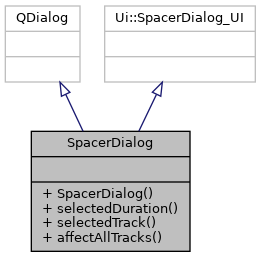 QDialog
Ui::SpacerDialog_UI
SpacerDialog
+ SpacerDialog()
+ selectedDuration()
+ selectedTrack()
+ affectAllTracks()